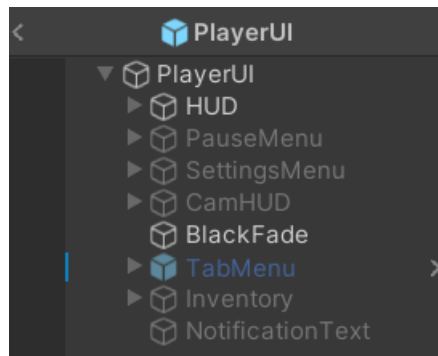 PlayerUI
PlayerUI
HUD
PauseMenu
SettingsMenu
CamHUD
BlackFade
TabMenu
Inventory
NotificationText